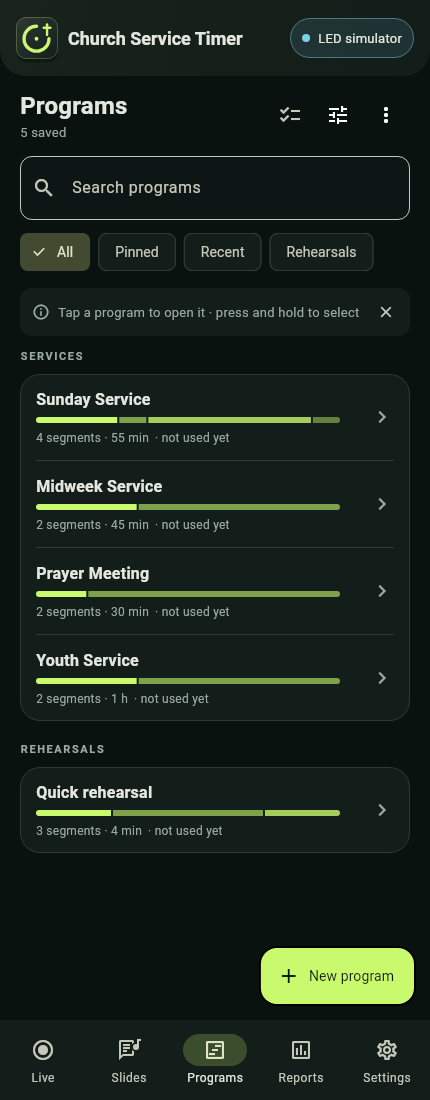 Church Service Timer
LED simulator
Programs
5 saved
Search programs
All
Pinned
Recent
Rehearsals
Tap a program to open it · press and hold to select
SERVICES
Sunday Service
4 segments · 55 min · not used yet
Midweek Service
2 segments · 45 min · not used yet
Prayer Meeting
2 segments · 30 min · not used yet
Youth Service
2 segments · 1 h · not used yet
REHEARSALS
Quick rehearsal
3 segments · 4 min · not used yet
New program
Live
Slides
Programs
Reports
Settings